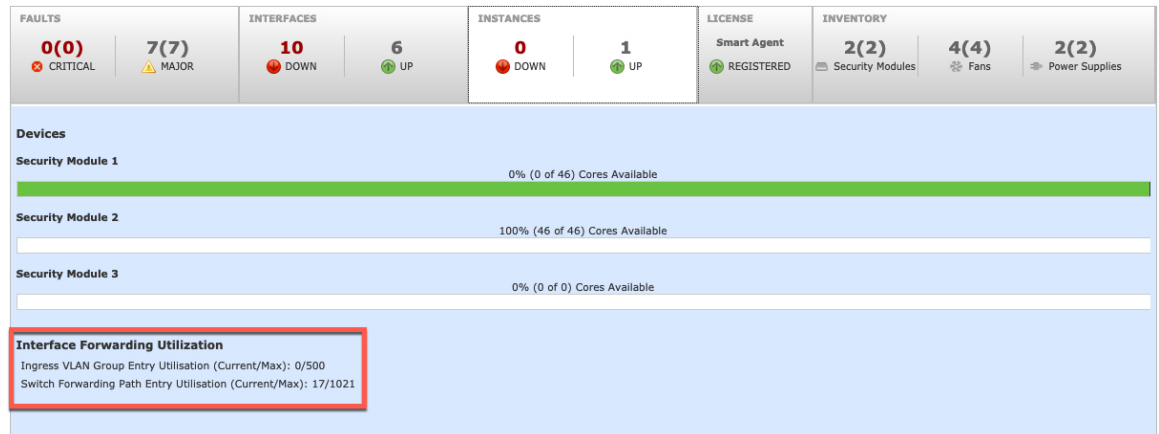 FAULTS
INTERFACES
INSTANCES
LICENSE
INVENTORY
0(0)
CRITICAL
7(7)
MAJOR
10
DOWN
6
UP
0
DOWN
1
UP
Smart Agent
REGISTERED
2(2)
Security Modules
4(4)
Fans
2(2)
Power Supplies
Devices
Security Module 1
0% (0 of 46) Cores Available
Security Module 2
100% (46 of 46) Cores Available
Security Module 3
0% (0 of 0) Cores Available
Interface Forwarding Utilization
Ingress VLAN Group Entry Utilisation (Current/Max): 0/500
Switch Forwarding Path Entry Utilisation (Current/Max): 17/1021